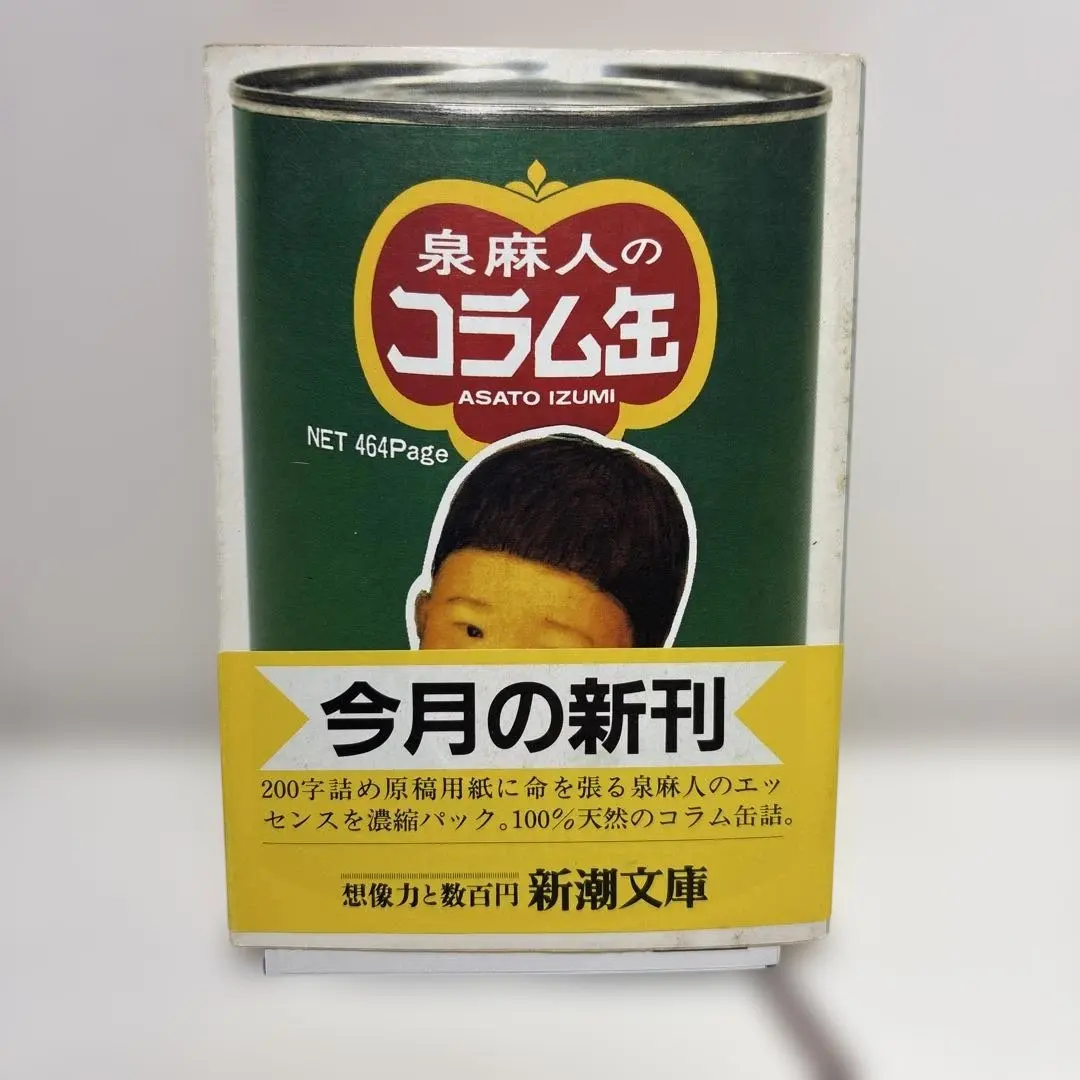 泉麻人の
コラム缶
ASATO IZUMI
NET 464Page
今月の新刊
200字詰め原稿用紙に命を張る泉麻人のエッ
センスを濃縮パック。100%天然のコラム缶詰。
想像力と数百円 新潮文庫